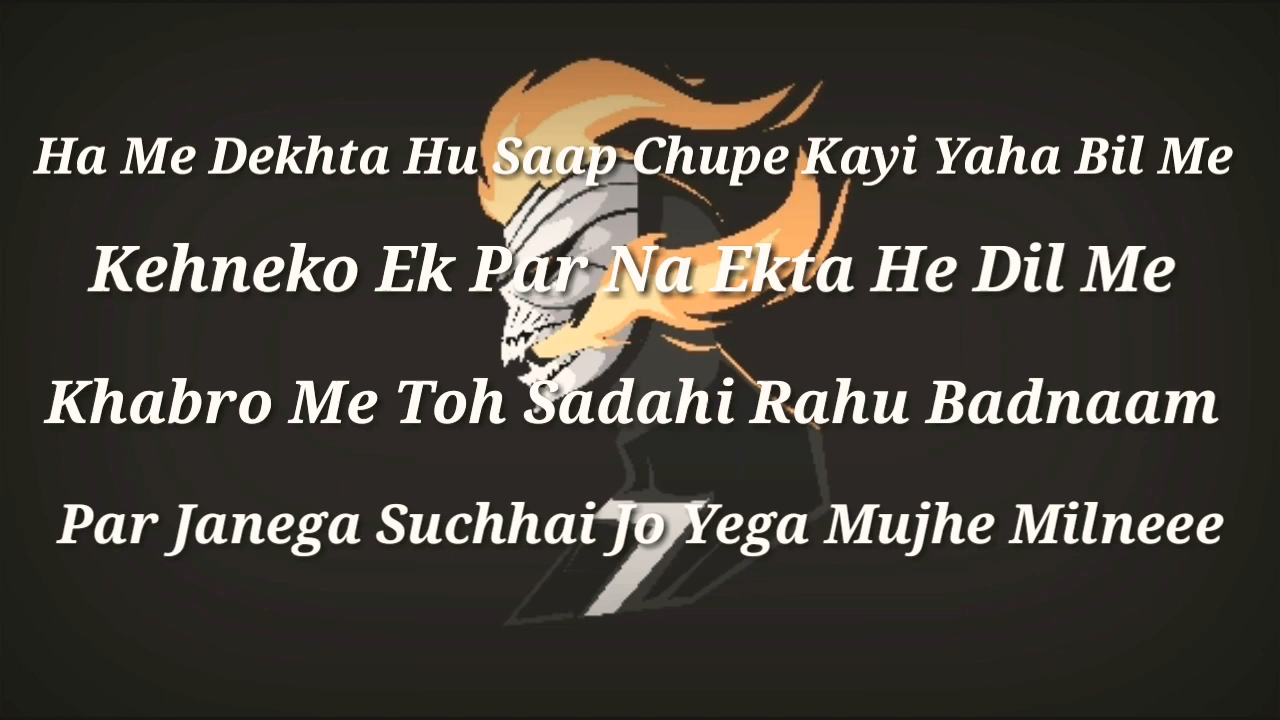 Ha Me Dekhta Hu Saap Chupe Kayi Yaha Bil Me
Kehneko Ek Par Na Ekta He Dil Me
Khabro Me Toh Sadahi Rahu Badnaam
Par Janega Suchhai Jo Yega Mujhe Milneee